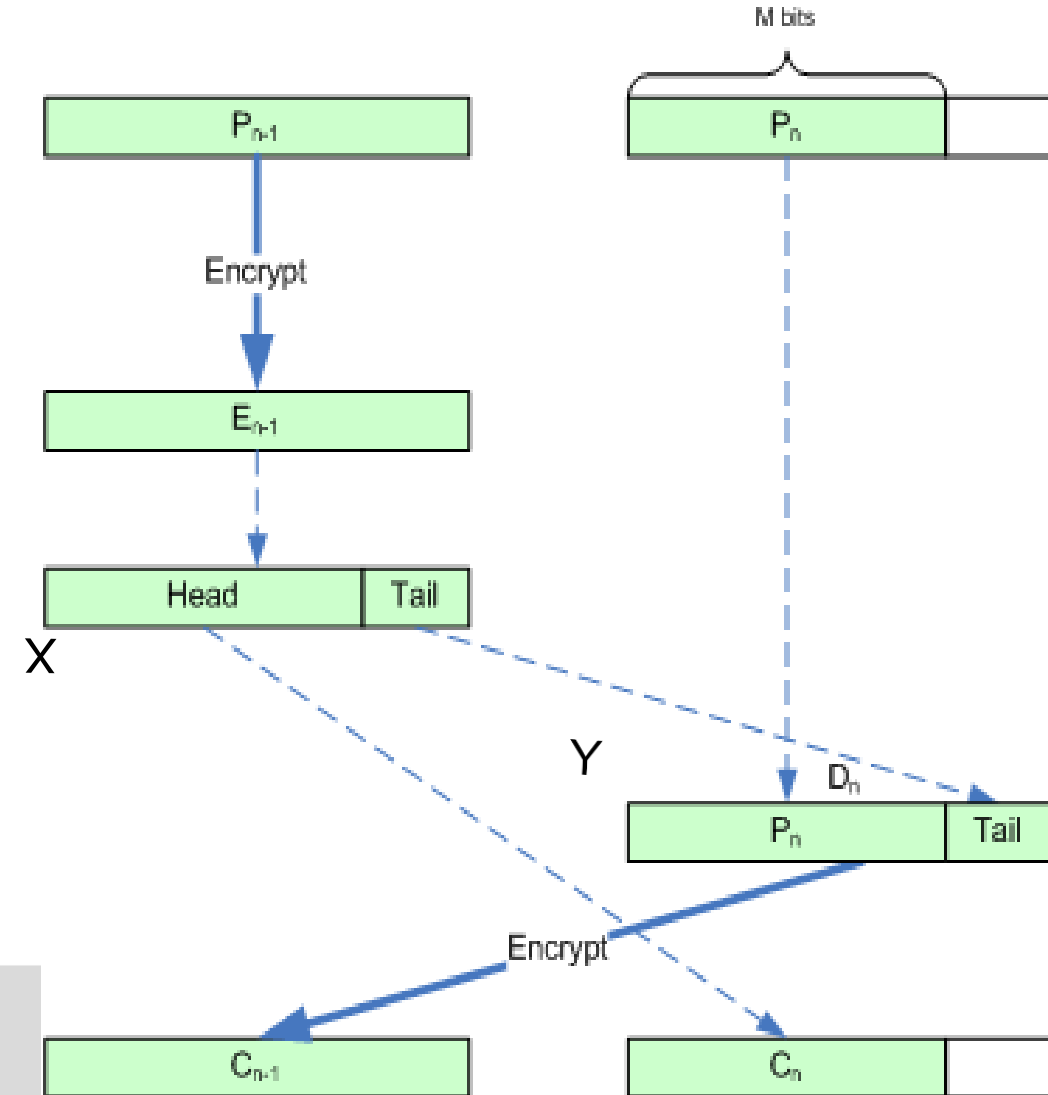 M bits
Pn-1
Pn
Encrypt
En-1
Head
Tail
X
Y
Dn
Pn
Tail
Encrypt
Cn-1
Cn